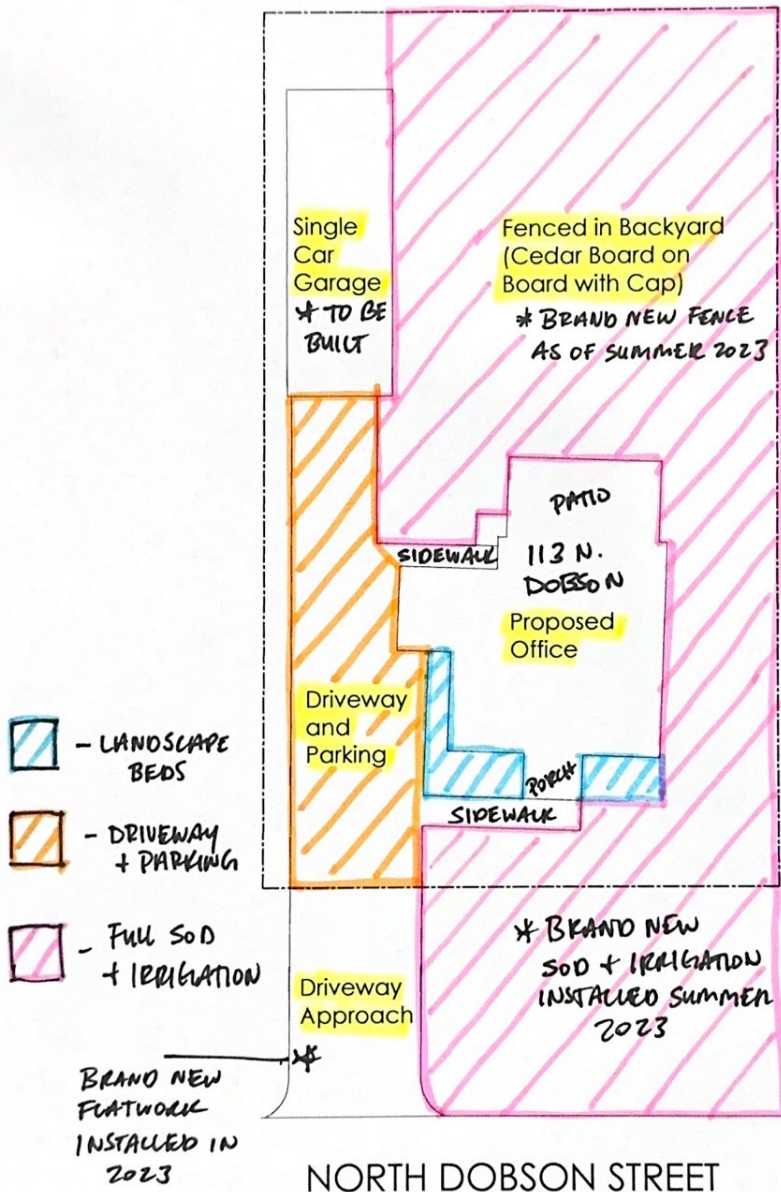 Single
Car
Garage
* TO BE
BUILT
Fenced in Backyard
(Cedar Board on
Board with Cap)
* BRAND NEW FENCE
AS OF SUMMER 2023
PATIO
SIDEWALK
113 N.
DOBSON
Proposed
Office
Driveway
and
Parking
PORCH
SIDEWALK
- LANDSCAPE
BEDS
- DRIVEWAY
+ PARKING
- FULL SOD
+ IRRIGATION
* BRAND NEW
SOD + IRRIGATION
INSTALLED SUMMER
2023
Driveway
Approach
*
BRAND NEW
FLATWORK
INSTALLED IN
2023
NORTH DOBSON STREET